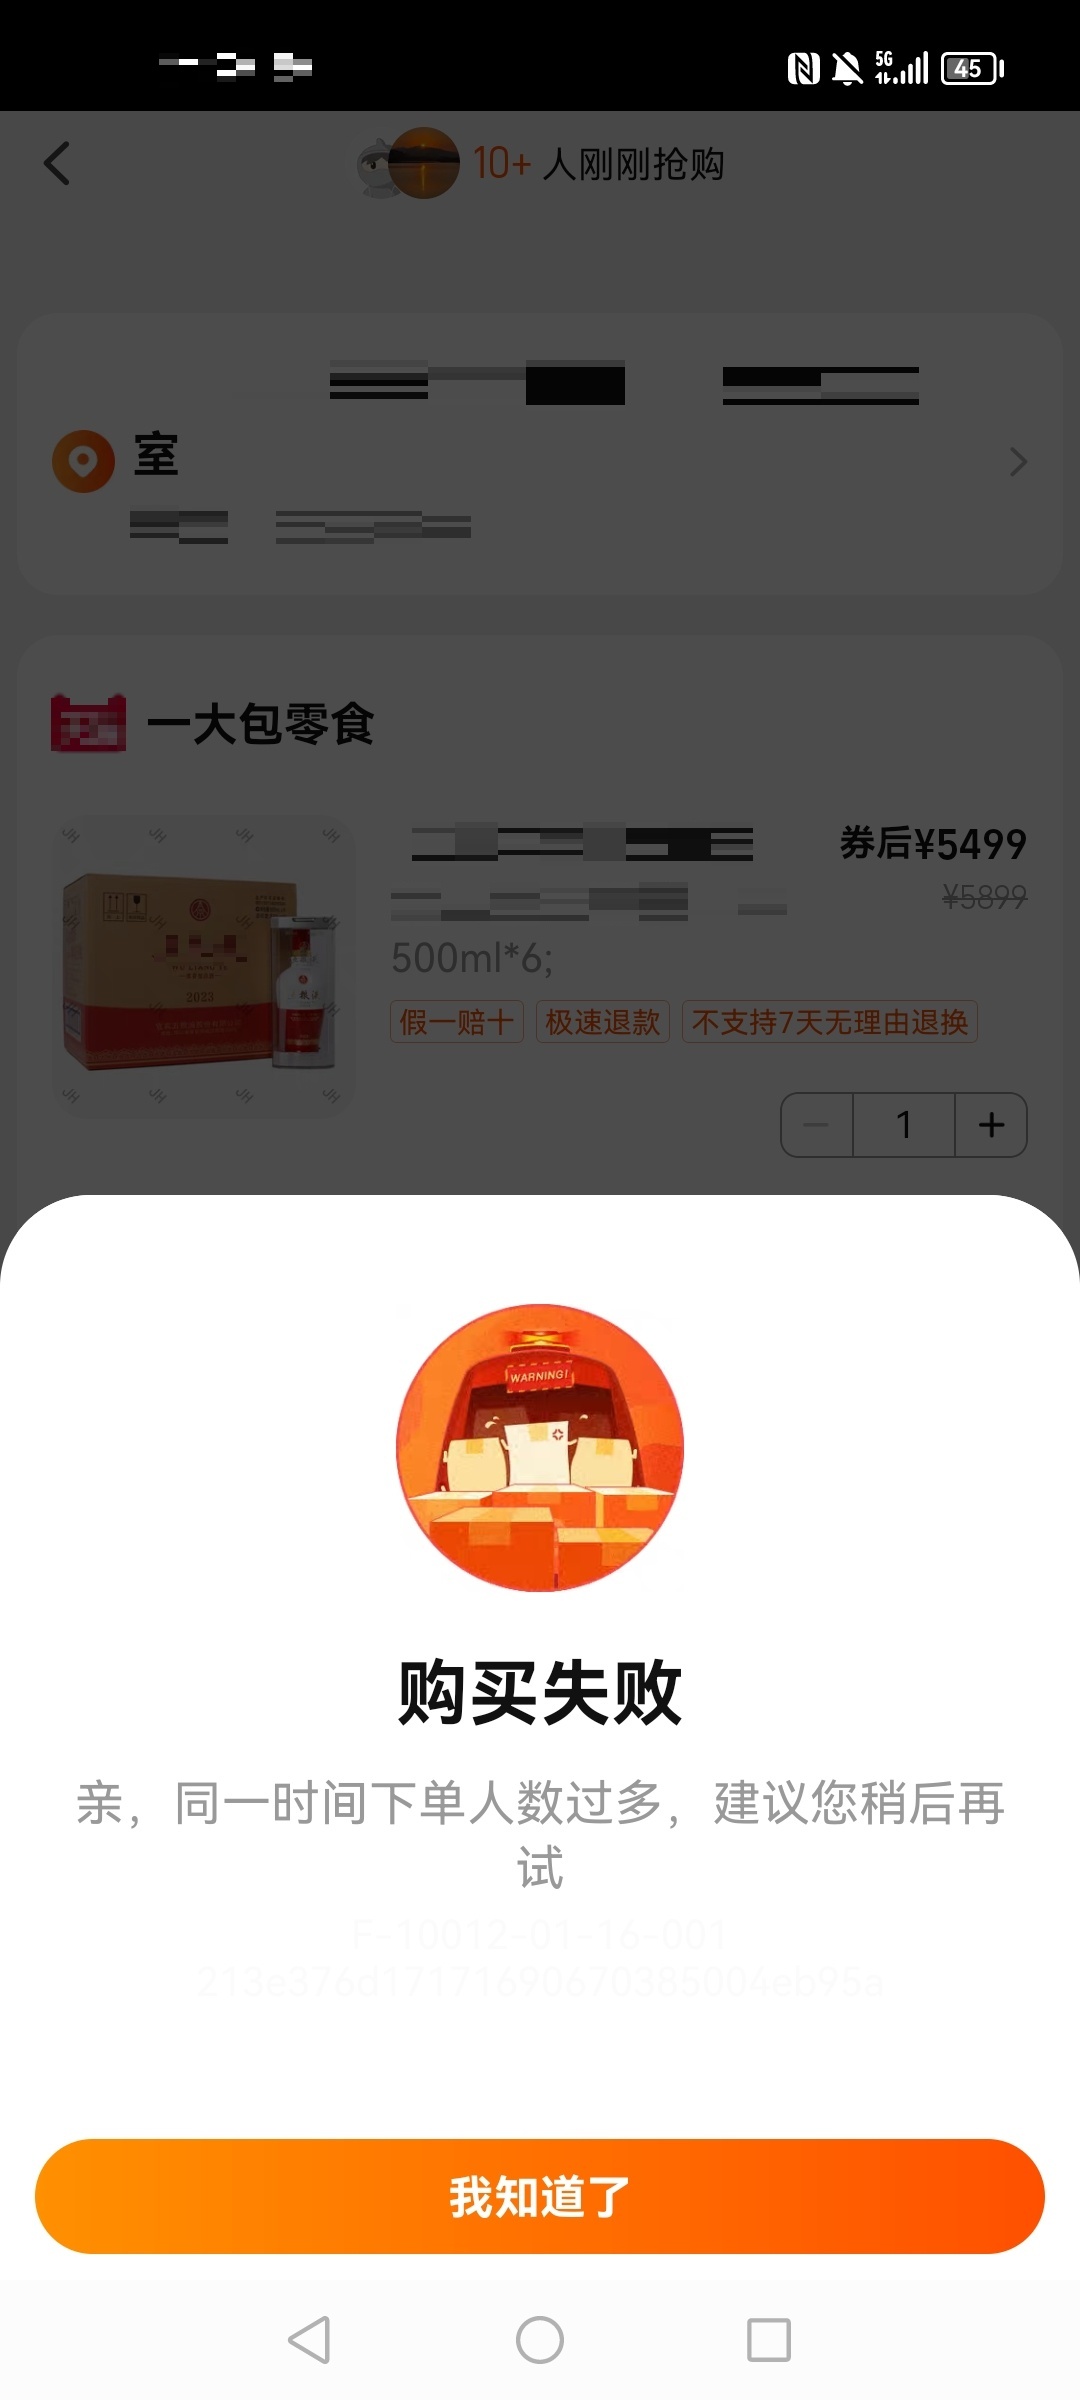 5G
45
10+ 人刚刚抢购
室
一大包零食
券后¥5499
¥5899
500ml*6;
假一赔十 极速退款 不支持7天无理由退换
2023
1
WARNING!
购买失败
亲，同一时间下单人数过多，建议您稍后再
试
F-10012-01-16-001
213e376d17171690670385004eb95a
我知道了